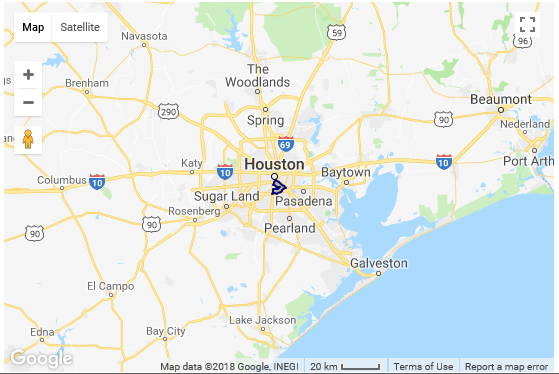 Map
Satellite
Navasota
59
96
The
Woodlands
Brenham
290
Spring
Beaumont
90
Nederland
69
Port Arth
Houston
Katy
10
10
Baytown
Columbus
10
Sugar Land
Pasadena
Rosenberg
90
90
Pearland
Galveston
El Campo
Lake Jackson
Edna
Bay City
Google
Map data ©2018 Google, INEGI
20 km
Terms of Use
Report a map error